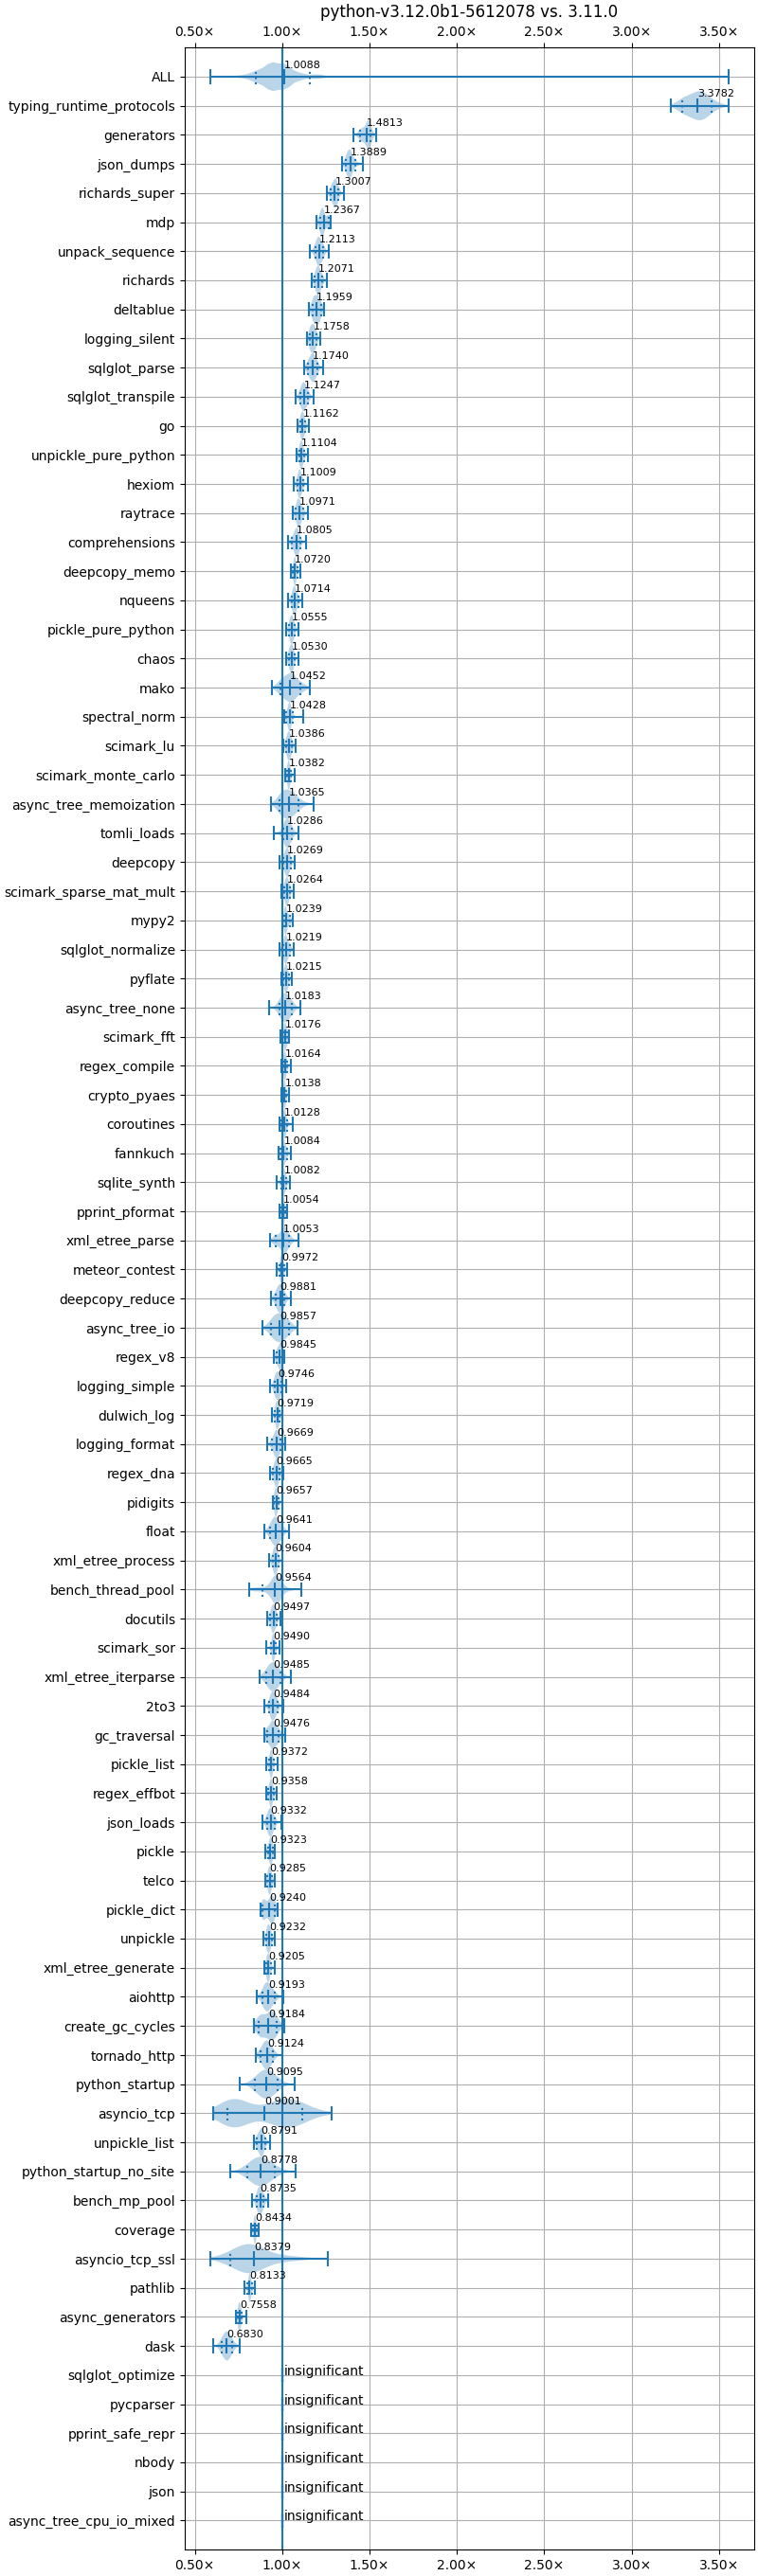 python-v3.12.0b1-5612078 vs. 3.11.0
0.50× 1.00× 1.50× 2.00× 2.50× 3.00× 3.50×
ALL 1.0088
typing_runtime_protocols 3.3782
generators 1.4813
json_dumps 1.3889
richards_super 1.3007
mdp 1.2367
unpack_sequence 1.2113
richards 1.2071
deltablue 1.1959
logging_silent 1.1758
sqlglot_parse 1.1740
sqlglot_transpile 1.1247
go 1.1162
unpickle_pure_python 1.1104
hexiom 1.1009
raytrace 1.0971
comprehensions 1.0805
deepcopy_memo 1.0720
nqueens 1.0714
pickle_pure_python 1.0555
chaos 1.0530
mako 1.0452
spectral_norm 1.0428
scimark_lu 1.0386
scimark_monte_carlo 1.0382
async_tree_memoization 1.0365
tomli_loads 1.0286
deepcopy 1.0269
scimark_sparse_mat_mult 1.0264
mypy2 1.0239
sqlglot_normalize 1.0219
pyflate 1.0215
async_tree_none 1.0183
scimark_fft 1.0176
regex_compile 1.0164
crypto_pyaes 1.0138
coroutines 1.0128
fannkuch 1.0084
sqlite_synth 1.0082
pprint_pformat 1.0054
xml_etree_parse 1.0053
meteor_contest 0.9972
deepcopy_reduce 0.9881
async_tree_io 0.9857
regex_v8 0.9845
logging_simple 0.9746
dulwich_log 0.9719
logging_format 0.9669
regex_dna 0.9665
pidigits 0.9657
float 0.9641
xml_etree_process 0.9604
bench_thread_pool 0.9564
docutils 0.9497
scimark_sor 0.9490
xml_etree_iterparse 0.9485
2to3 0.9484
gc_traversal 0.9476
pickle_list 0.9372
regex_effbot 0.9358
json_loads 0.9332
pickle 0.9323
telco 0.9285
pickle_dict 0.9240
unpickle 0.9232
xml_etree_generate 0.9205
aiohttp 0.9193
create_gc_cycles 0.9184
tornado_http 0.9124
python_startup 0.9095
asyncio_tcp 0.9001
unpickle_list 0.8791
python_startup_no_site 0.8778
bench_mp_pool 0.8735
coverage 0.8434
asyncio_tcp_ssl 0.8379
pathlib 0.8133
async_generators 0.7558
dask 0.6830
sqlglot_optimize insignificant
pycparser insignificant
pprint_safe_repr insignificant
nbody insignificant
json insignificant
async_tree_cpu_io_mixed insignificant
0.50× 1.00× 1.50× 2.00× 2.50× 3.00× 3.50×